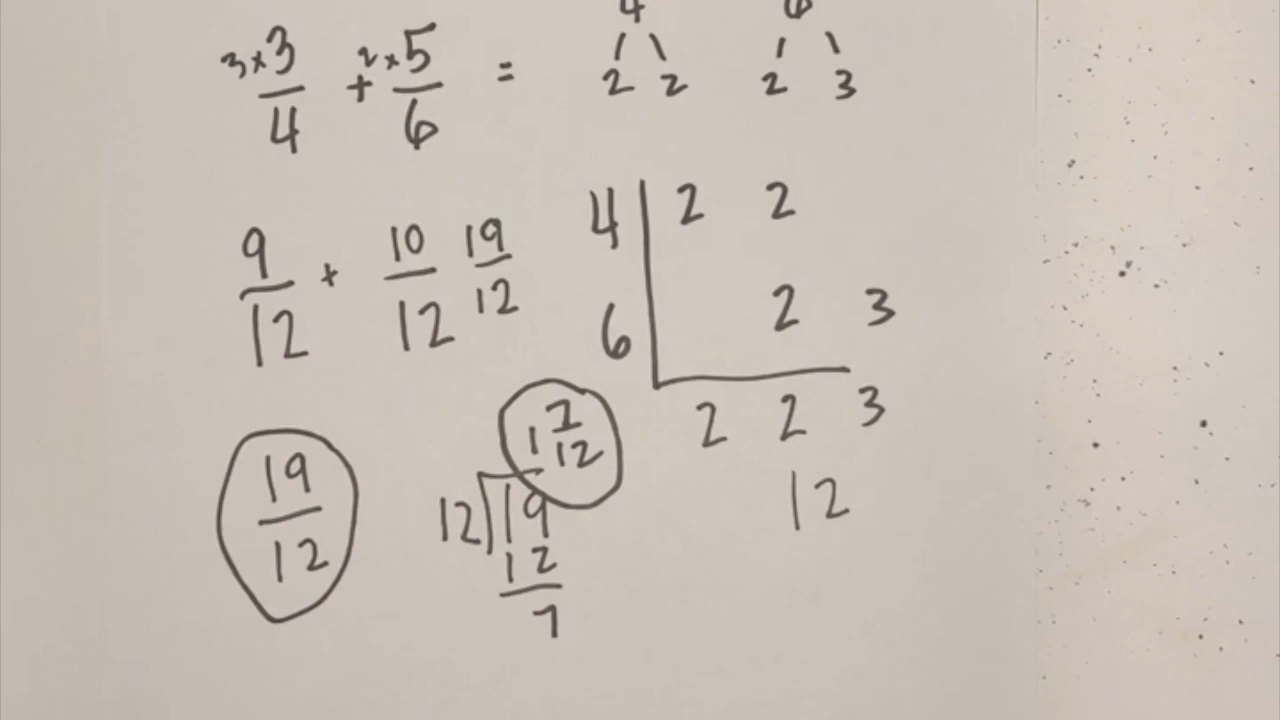 3×3/4 + 2×5/6 =
4
2 2
6
2 3
9/12 + 10/12 19/12
4 | 2 2
6 | 2 3
2 2 3
12
19/12
1 7/12
12)19
12
7